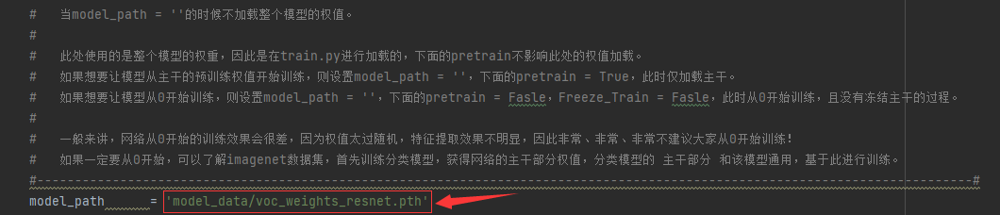 #   当model_path = ''的时候不加载整个模型的权值。
#
#   此处使用的是整个模型的权重，因此是在train.py进行加载的，下面的pretrain不影响此处的权值加载。
#   如果想要让模型从主干的预训练权值开始训练，则设置model_path = ''，下面的pretrain = True，此时仅加载主干。
#   如果想要让模型从0开始训练，则设置model_path = ''，下面的pretrain = Fasle，Freeze_Train = Fasle，此时从0开始训练，且没有冻结主干的过程。
#
#   一般来讲，网络从0开始的训练效果会很差，因为权值太过随机，特征提取效果不明显，因此非常、非常、非常不建议大家从0开始训练！
#   如果一定要从0开始，可以了解imagenet数据集，首先训练分类模型，获得网络的主干部分权值，分类模型的 主干部分 和该模型通用，基于此进行训练。
#----------------------------------------------------------------------------------------------------------------------------#
model_path      = 'model_data/voc_weights_resnet.pth'